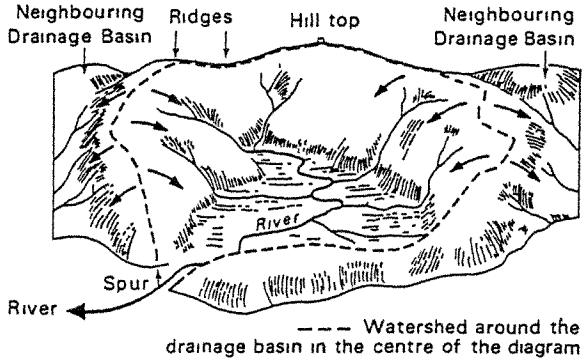 Neighbouring
Drainage Basin
Ridges
Hill top
Neighbouring
Drainage Basin
River
Spur
River
Watershed around the
drainage basin in the centre of the diagram